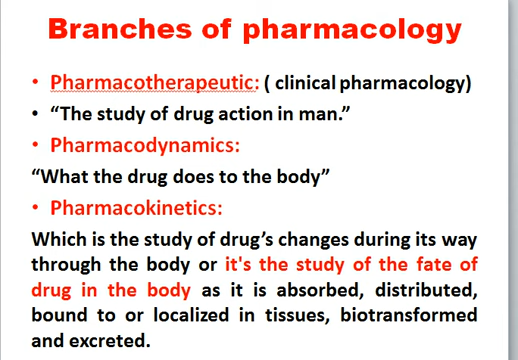 Branches of pharmacology
• Pharmacotherapeutic: ( clinical pharmacology)
• “The study of drug action in man.”
• Pharmacodynamics:
“What the drug does to the body”
• Pharmacokinetics:
Which is the study of drug’s changes during its way
through the body or it's the study of the fate of
drug in the body as it is absorbed, distributed,
bound to or localized in tissues, biotransformed
and excreted.